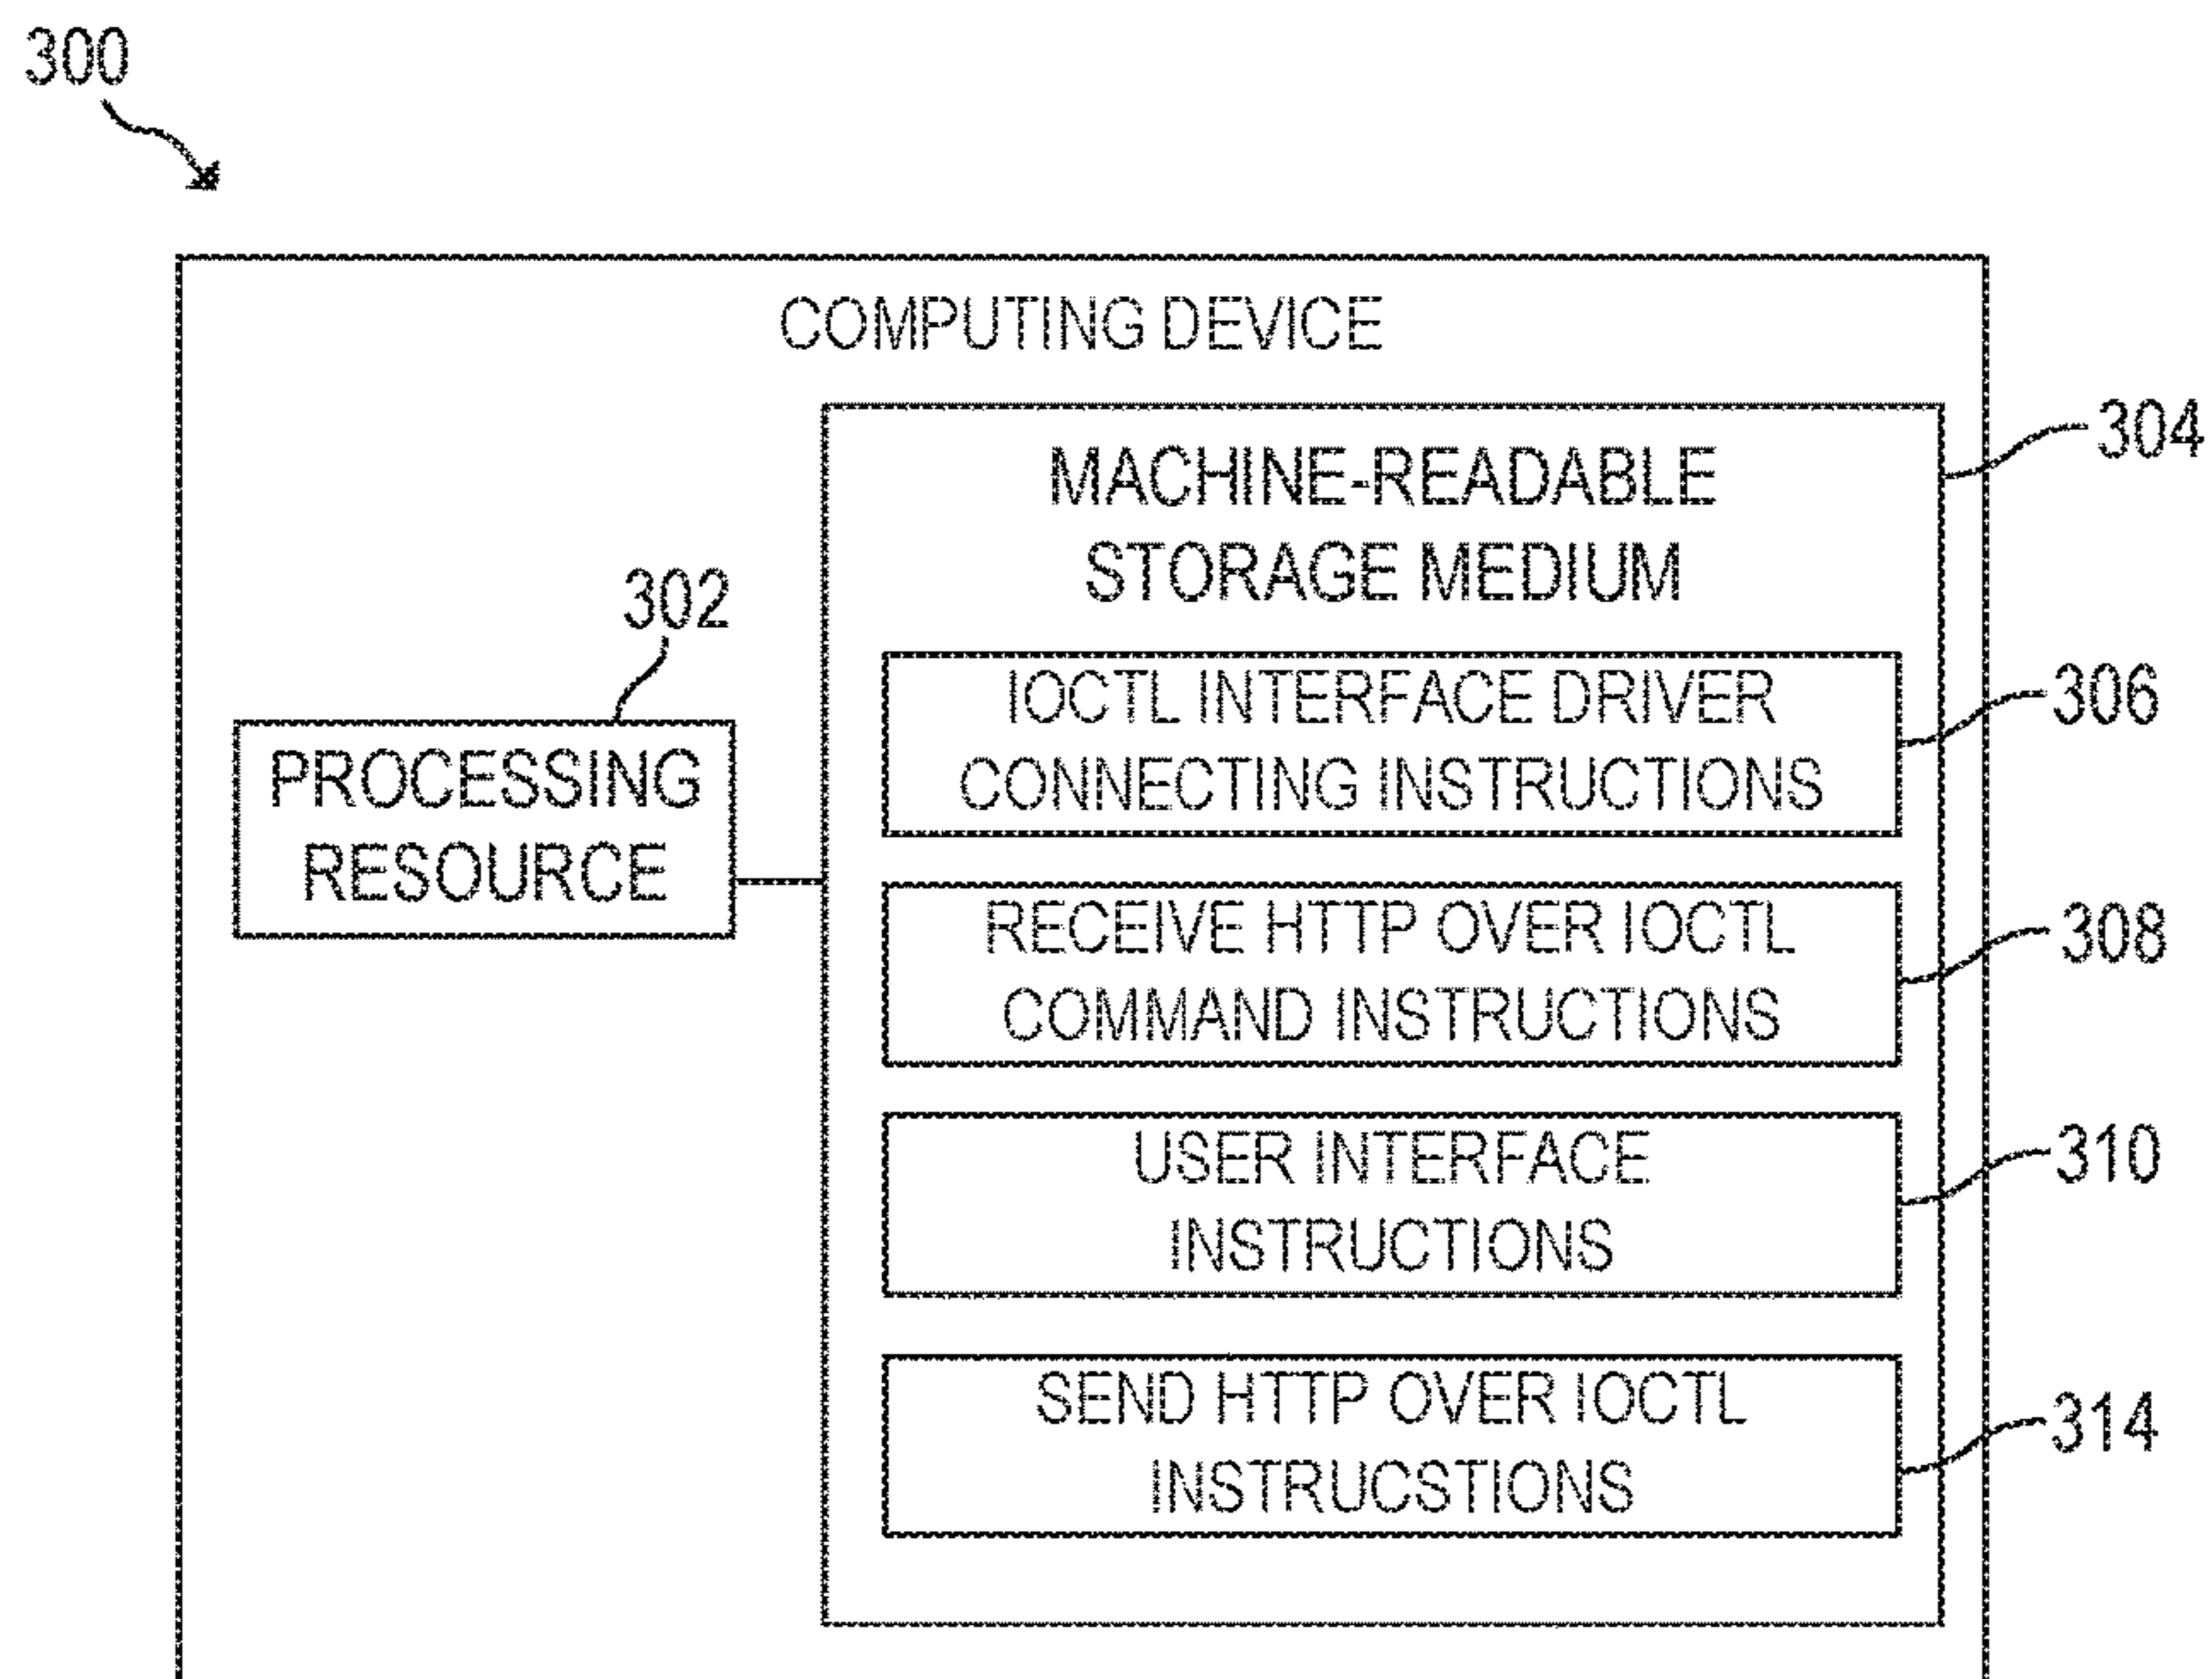 300
COMPUTING DEVICE
304
MACHINE-READABLE
STORAGE MEDIUM
302
PROCESSING
RESOURCE
IOCTL INTERFACE DRIVER
CONNECTING INSTRUCTIONS
306
RECEIVE HTTP OVER IOCTL
COMMAND INSTRUCTIONS
308
USER INTERFACE
INSTRUCTIONS
310
SEND HTTP OVER IOCTL
INSTRUCSTIONS
314